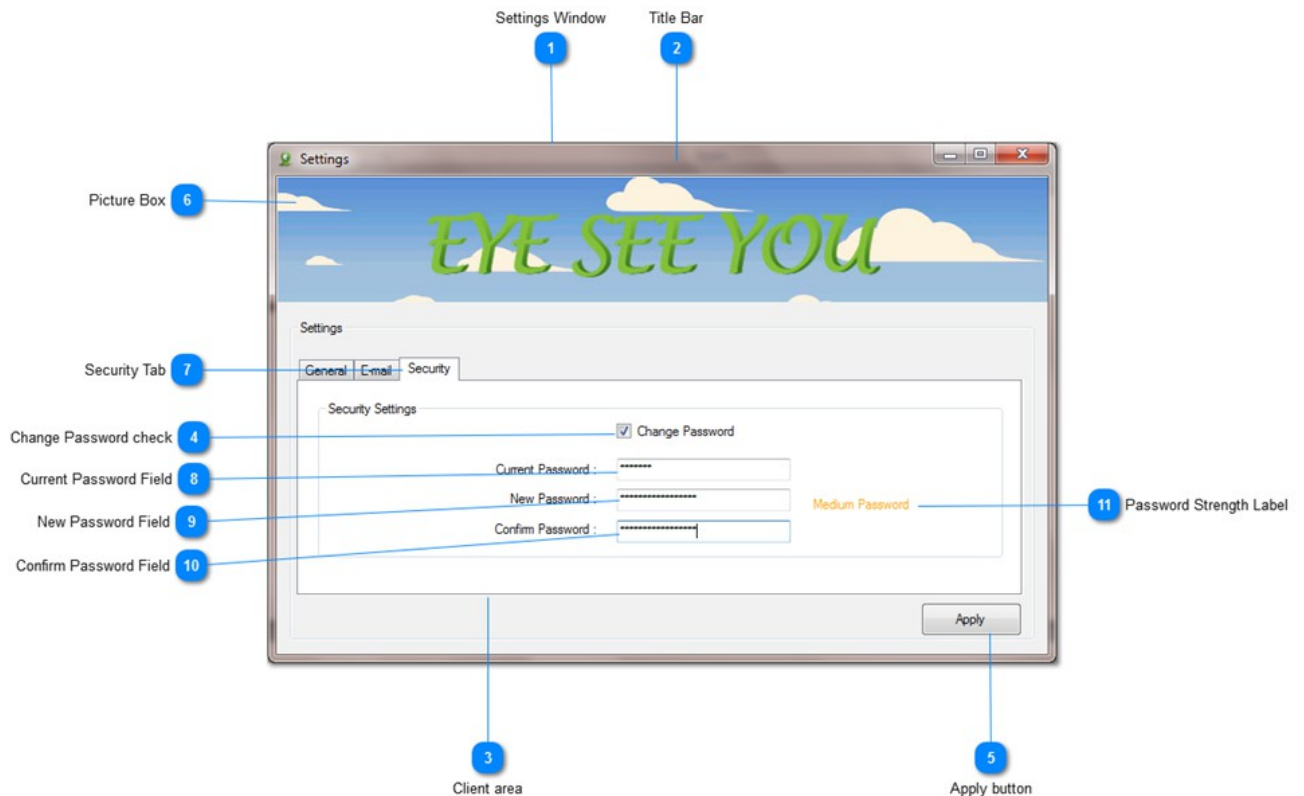 Settings Window
Title Bar
1
2
Settings
Picture Box 6
EYE SEE YOU
Settings
Security Tab 7
General E-mail Security
Security Settings
Change Password check 4
Change Password
Current Password Field 8
Current Password :
New Password Field 9
New Password :
Medium Password
11 Password Strength Label
Confirm Password Field 10
Confirm Password :
Apply
3
5
Client area
Apply button